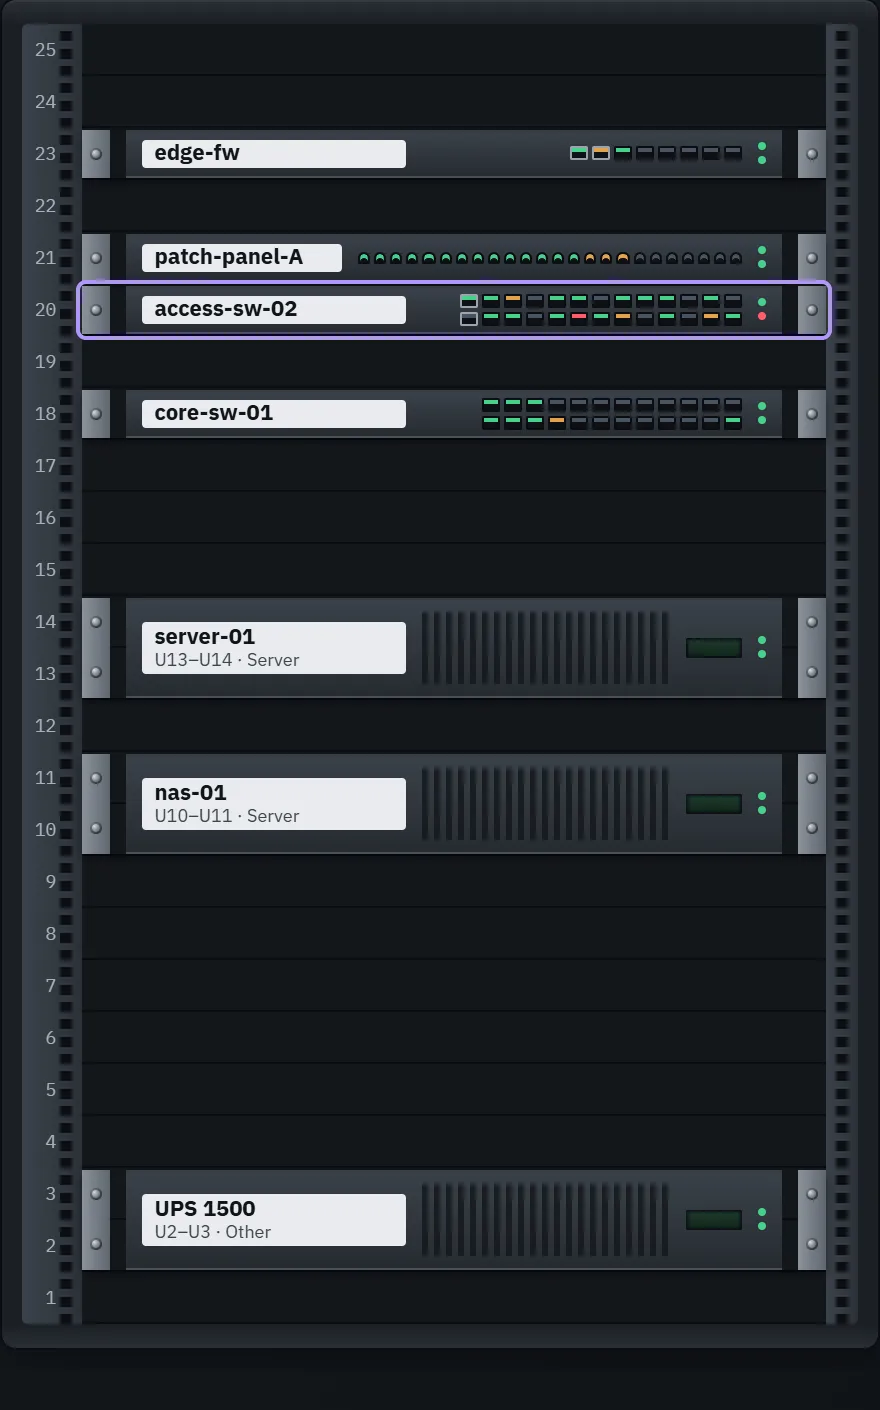 25
24
23 edge-fw
22
21 patch-panel-A
20 access-sw-02
19
18 core-sw-01
17
16
15
14 server-01
13 U13–U14 · Server
12
11 nas-01
10 U10–U11 · Server
9
8
7
6
5
4
3 UPS 1500
2 U2–U3 · Other
1